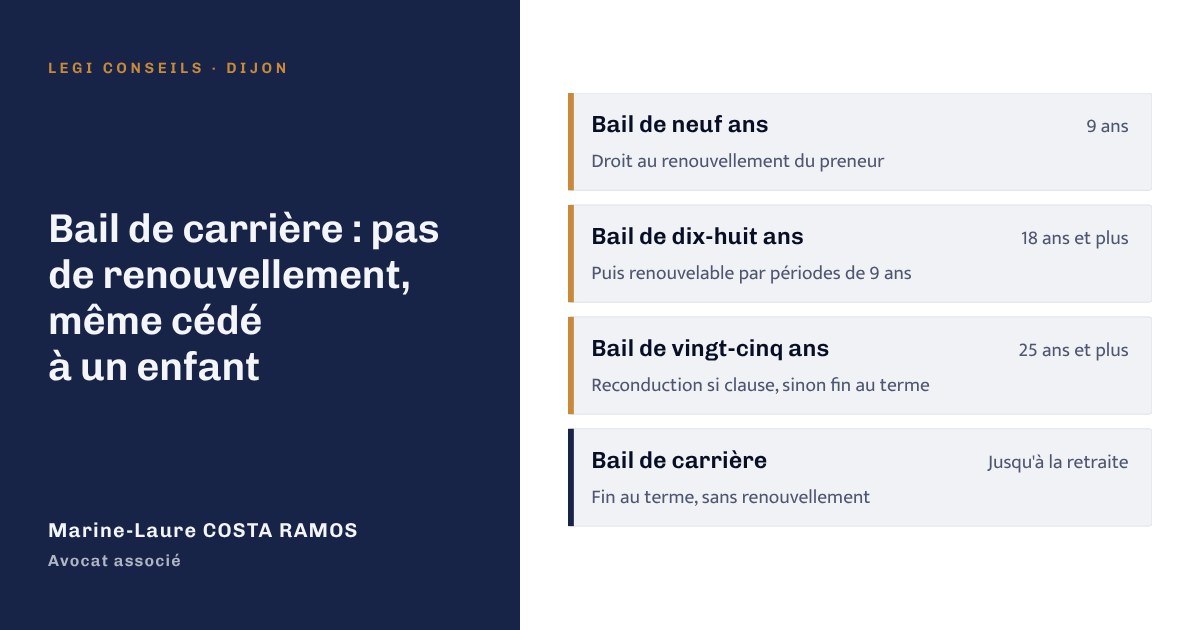 LEGI CONSEILS · DIJON
Bail de carrière : pas
de renouvellement,
même cédé
à un enfant
Marine-Laure COSTA RAMOS
Avocat associé
Bail de neuf ans
9 ans
Droit au renouvellement du preneur
Bail de dix-huit ans
18 ans et plus
Puis renouvelable par périodes de 9 ans
Bail de vingt-cinq ans
25 ans et plus
Reconduction si clause, sinon fin au terme
Bail de carrière
Jusqu'à la retraite
Fin au terme, sans renouvellement